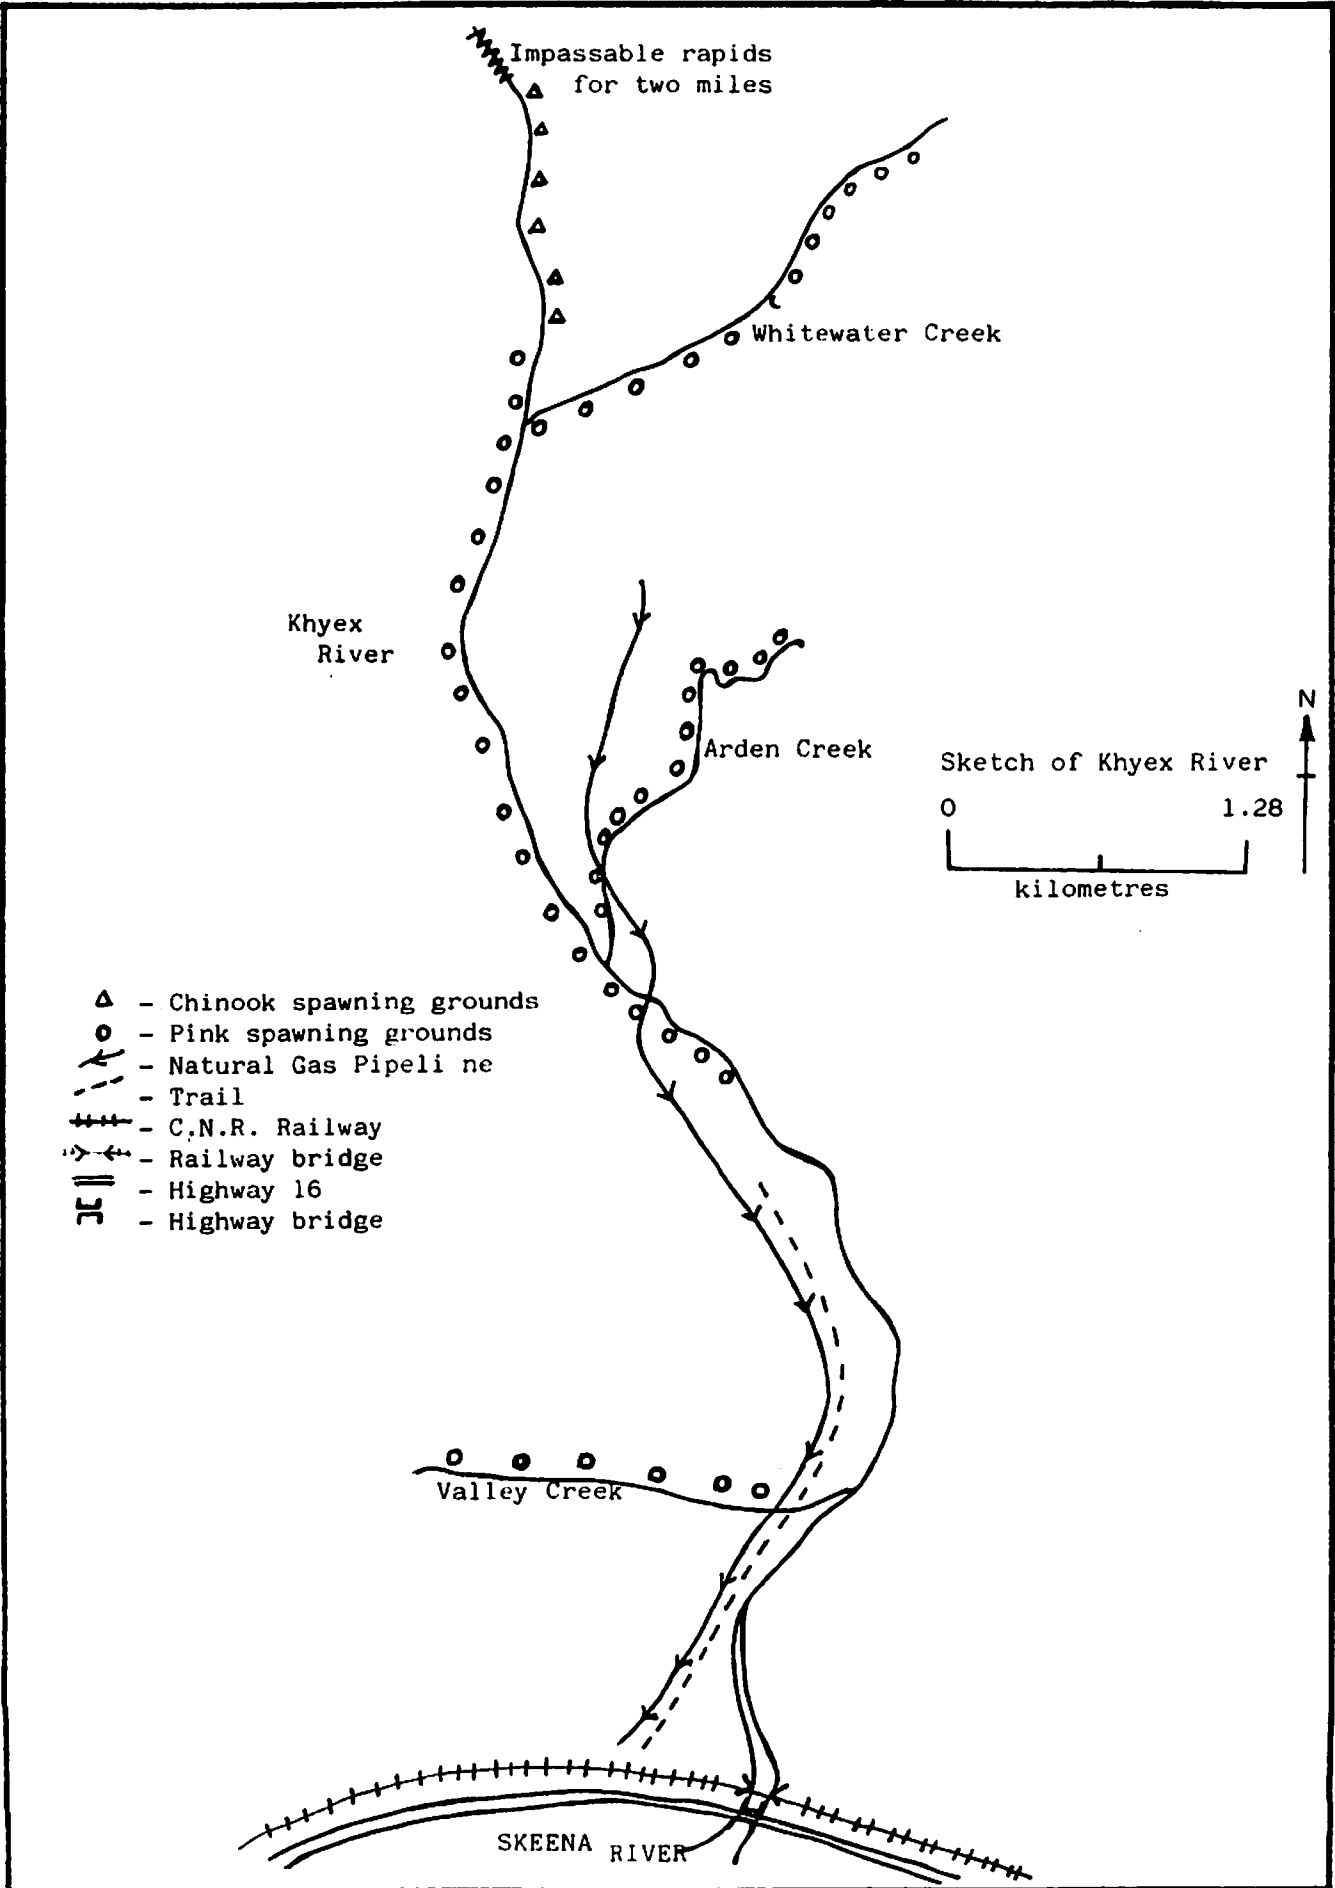 Impassable rapids
for two miles
Whitewater Creek
Khyex
River
N
Arden Creek
Sketch of Khyex River
0 1.28
kilometres
- Chinook spawning grounds
- Pink spawning grounds
- Natural Gas Pipeli ne
- Trail
- C.N.R. Railway
- Railway bridge
- Highway 16
- Highway bridge
Valley Creek
SKEENA RIVER